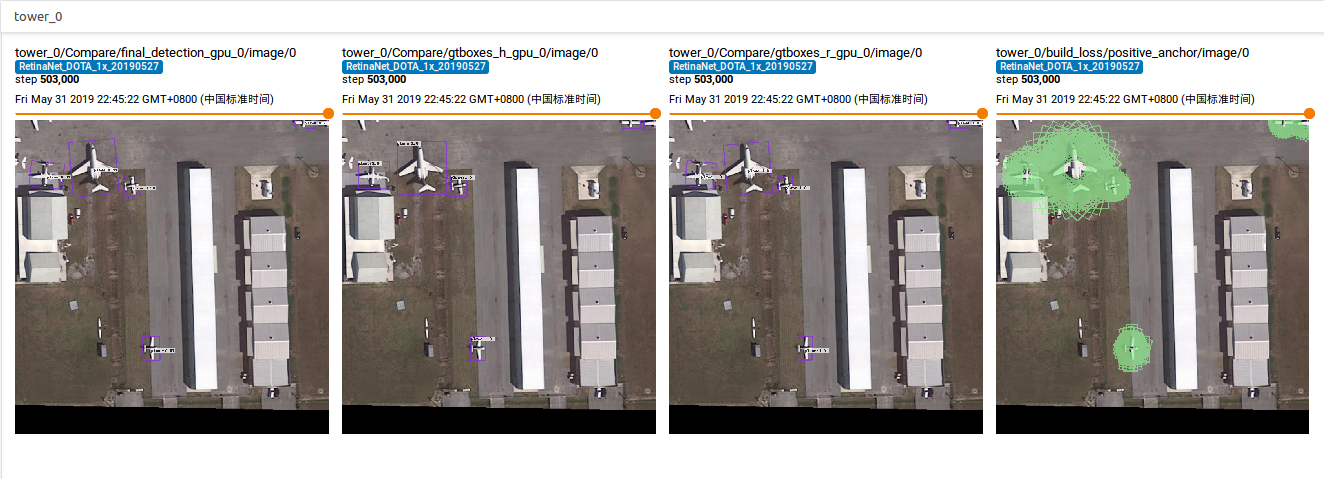 tower_0
tower_0/Compare/final_detection_gpu_0/image/0
RetinaNet_DOTA_1x_20190527
step 503,000
Fri May 31 2019 22:45:22 GMT+0800 (中国标准时间)
tower_0/Compare/gtboxes_h_gpu_0/image/0
RetinaNet_DOTA_1x_20190527
step 503,000
Fri May 31 2019 22:45:22 GMT+0800 (中国标准时间)
tower_0/Compare/gtboxes_r_gpu_0/image/0
RetinaNet_DOTA_1x_20190527
step 503,000
Fri May 31 2019 22:45:22 GMT+0800 (中国标准时间)
tower_0/build_loss/positive_anchor/image/0
RetinaNet_DOTA_1x_20190527
step 503,000
Fri May 31 2019 22:45:22 GMT+0800 (中国标准时间)